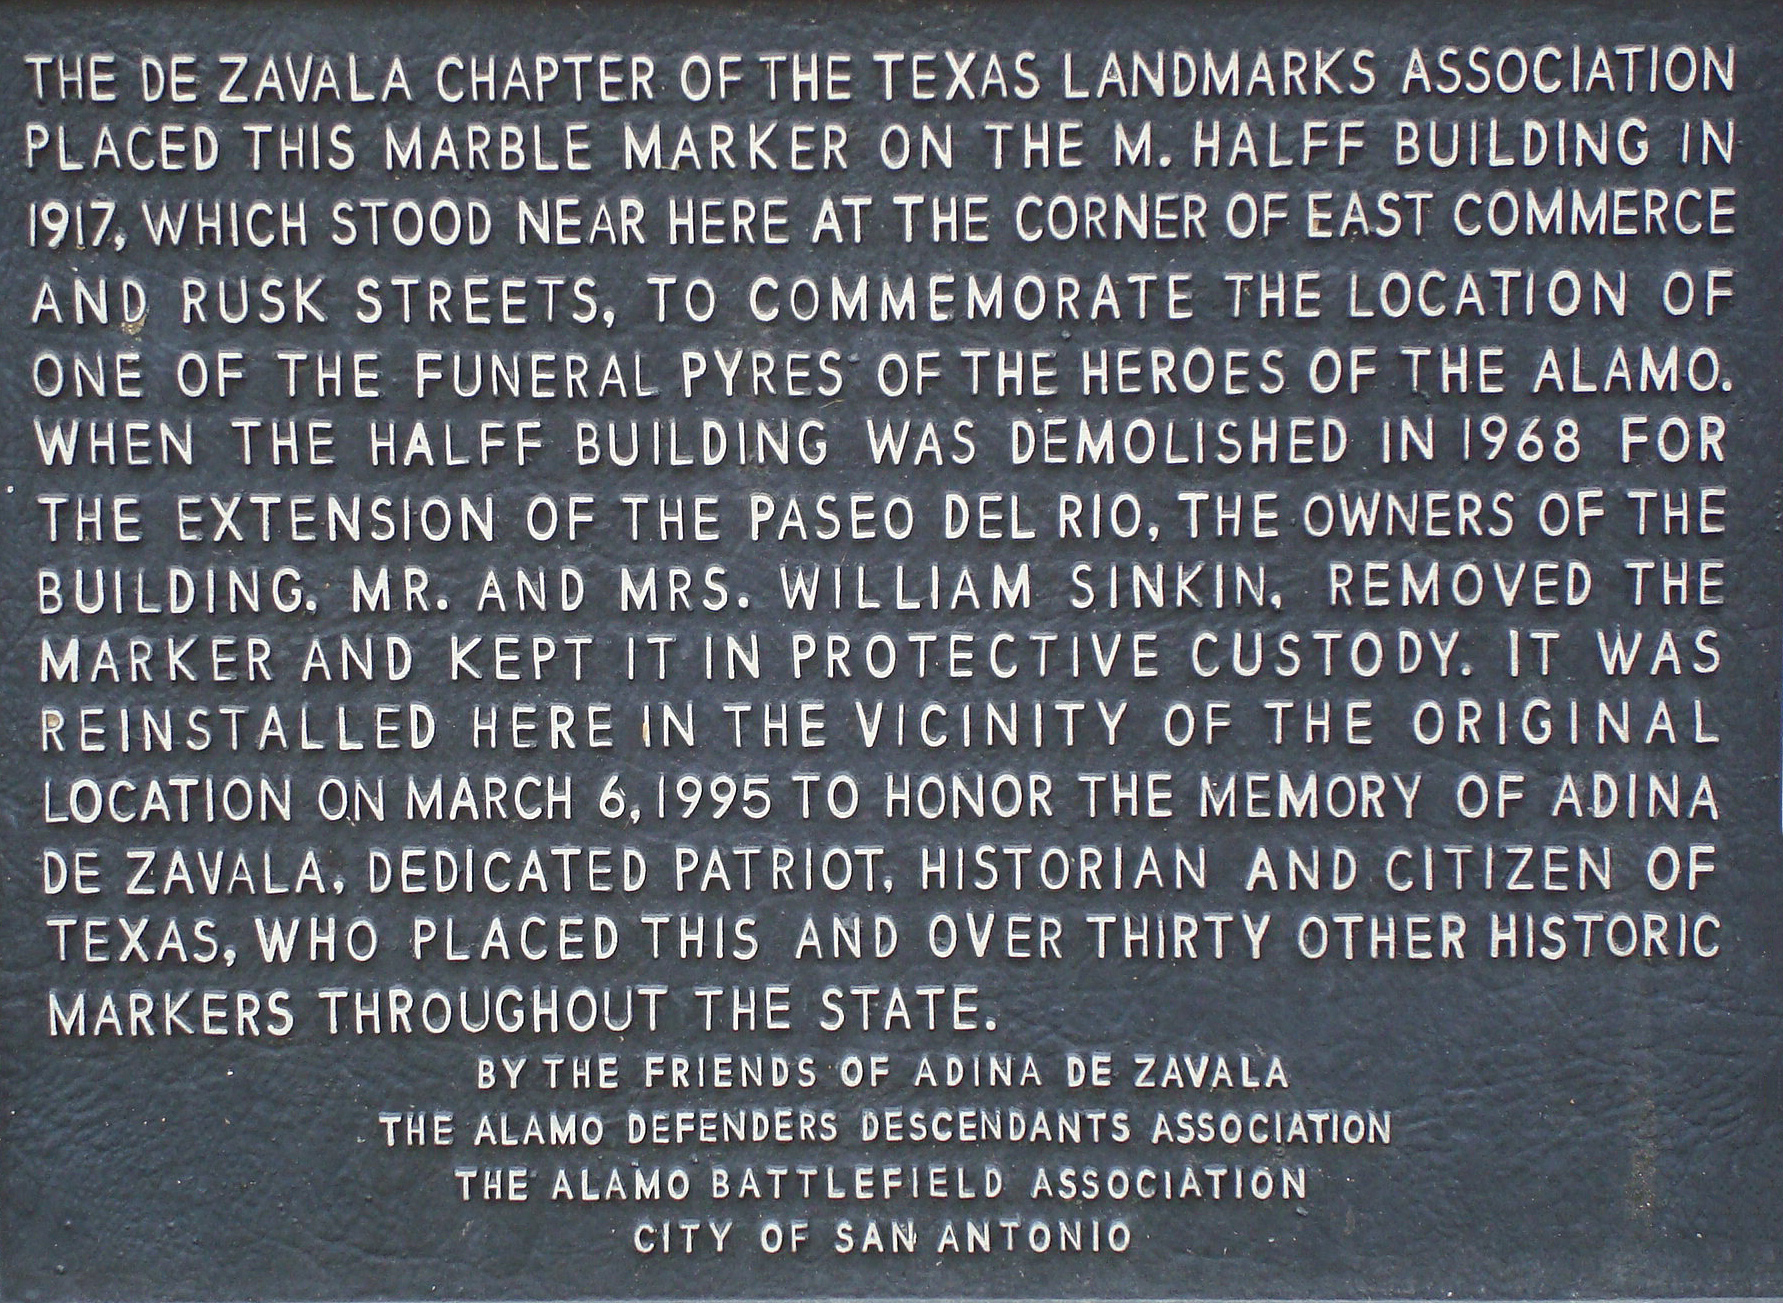 THE DE ZAVALA CHAPTER OF THE TEXAS LANDMARKS ASSOCIATION
PLACED THIS MARBLE MARKER ON THE M. HALFF BUILDING IN
1917, WHICH STOOD NEAR HERE AT THE CORNER OF EAST COMMERCE
AND RUSK STREETS, TO COMMEMORATE THE LOCATION OF
ONE OF THE FUNERAL PYRES OF THE HEROES OF THE ALAMO.
WHEN THE HALFF BUILDING WAS DEMOLISHED IN 1968 FOR
THE EXTENSION OF THE PASEO DEL RIO, THE OWNERS OF THE
BUILDING, MR. AND MRS. WILLIAM SINKIN, REMOVED THE
MARKER AND KEPT IT IN PROTECTIVE CUSTODY. IT WAS
REINSTALLED HERE IN THE VICINITY OF THE ORIGINAL
LOCATION ON MARCH 6, 1995 TO HONOR THE MEMORY OF ADINA
DE ZAVALA, DEDICATED PATRIOT, HISTORIAN AND CITIZEN OF
TEXAS, WHO PLACED THIS AND OVER THIRTY OTHER HISTORIC
MARKERS THROUGHOUT THE STATE.
BY THE FRIENDS OF ADINA DE ZAVALA
THE ALAMO DEFENDERS DESCENDANTS ASSOCIATION
THE ALAMO BATTLEFIELD ASSOCIATION
CITY OF SAN ANTONIO